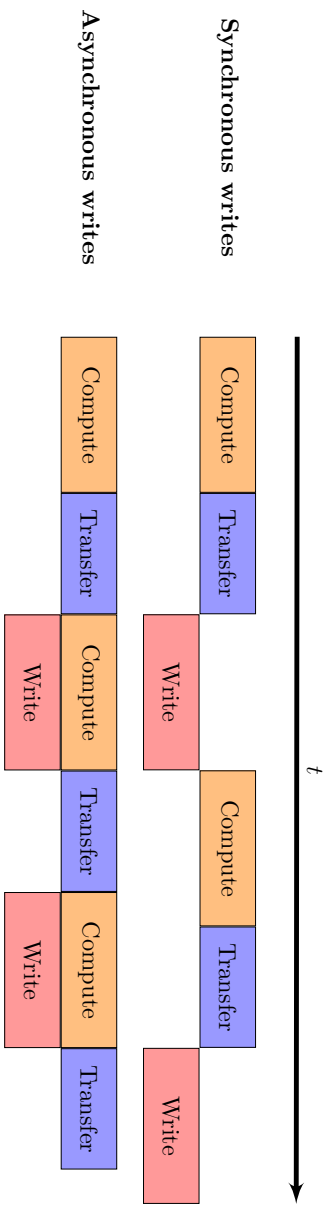 t
Synchronous writes
Compute
Transfer
Write
Compute
Transfer
Write
Asynchronous writes
Compute
Transfer
Compute
Transfer
Compute
Transfer
Write
Write